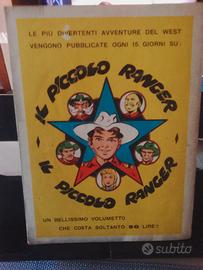 LE PIÙ DIVERTENTI AVVENTURE DEL WEST
VENGONO PUBBLICATE OGNI 15 GIORNI SU:
IL PICCOLO RANGER
IL PICCOLO RANGER
UN BELLISSIMO VOLUMETTO
CHE COSTA SOLTANTO 50 LIRE!!
subito